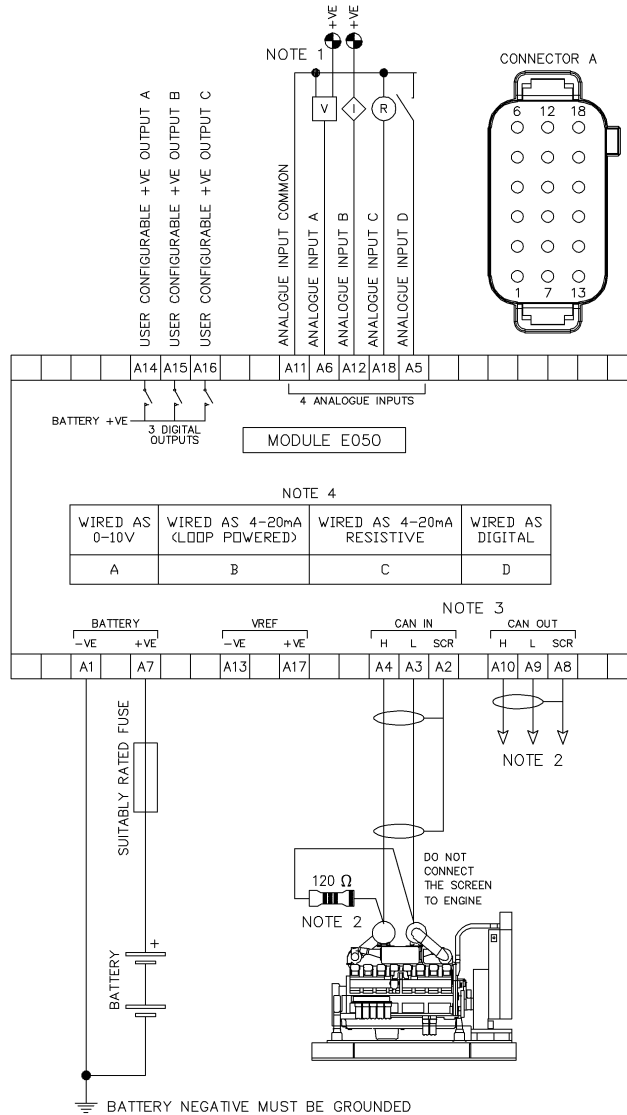 +VE
+VE
NOTE 1
CONNECTOR A
6 12 18
1 7 13
V
I
R
USER CONFIGURABLE +VE OUTPUT A
USER CONFIGURABLE +VE OUTPUT B
USER CONFIGURABLE +VE OUTPUT C
ANALOGUE INPUT COMMON
ANALOGUE INPUT A
ANALOGUE INPUT B
ANALOGUE INPUT C
ANALOGUE INPUT D
A14 A15 A16 A11 A6 A12 A18 A5
BATTERY +VE
3 DIGITAL
OUTPUTS
4 ANALOGUE INPUTS
MODULE E050
NOTE 4
WIRED AS
0-10V
WIRED AS 4-20mA
(LOOP POWERED)
WIRED AS 4-20mA
RESISTIVE
WIRED AS
DIGITAL
A B C D
NOTE 3
BATTERY VREF CAN IN CAN OUT
-VE +VE -VE +VE H L SCR H L SCR
A1 A7 A13 A17 A4 A3 A2 A10 A9 A8
NOTE 2
SUITABLY RATED FUSE
DO NOT
CONNECT
THE SCREEN
TO ENGINE
120 Ω
NOTE 2
+
BATTERY
BATTERY NEGATIVE MUST BE GROUNDED